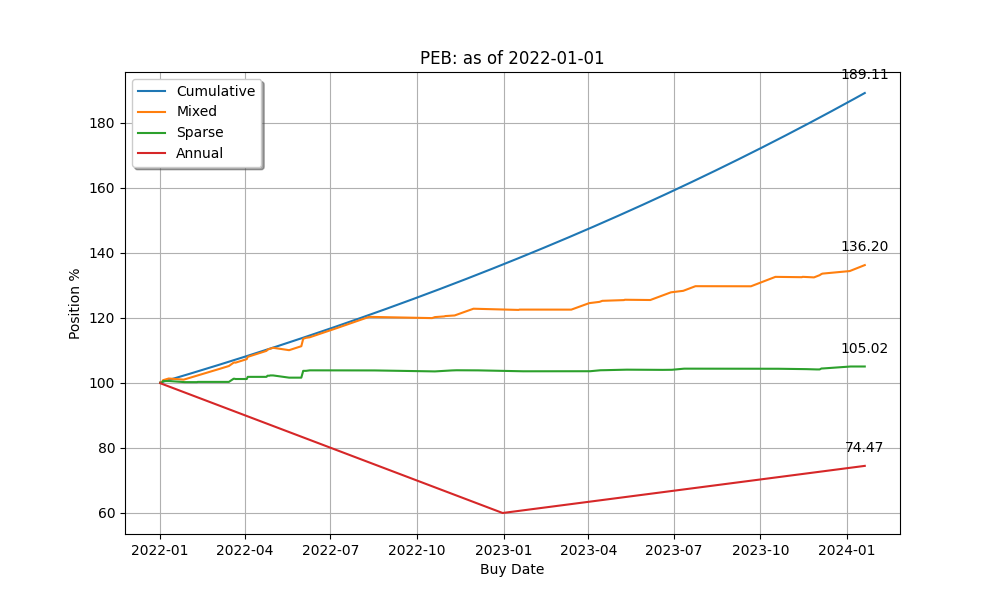 PEB: as of 2022-01-01
189.11
Cumulative
Mixed
Sparse
Annual
180
160
140
120
100
80
60
136.20
105.02
74.47
Position %
2022-01 2022-04 2022-07 2022-10 2023-01 2023-04 2023-07 2023-10 2024-01
Buy Date